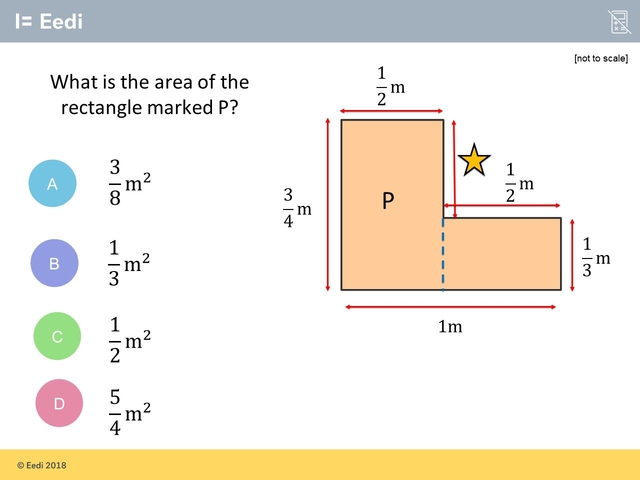 Eedi
[not to scale]
What is the area of the
rectangle marked P?
A 3/8 m²
B 1/3 m²
C 1/2 m²
D 5/4 m²
1/2 m
1/2 m
3/4 m
P
1/3 m
1m
© Eedi 2018